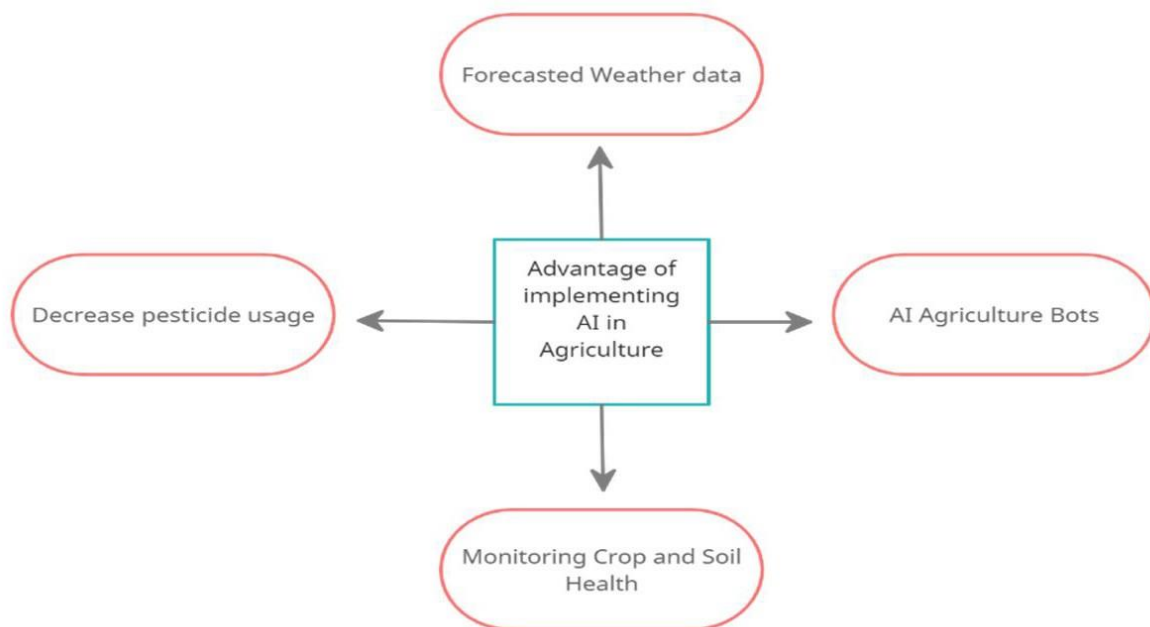 Forecasted Weather data
Advantage of
implementing
AI in
Agriculture
Decrease pesticide usage
AI Agriculture Bots
Monitoring Crop and Soil
Health